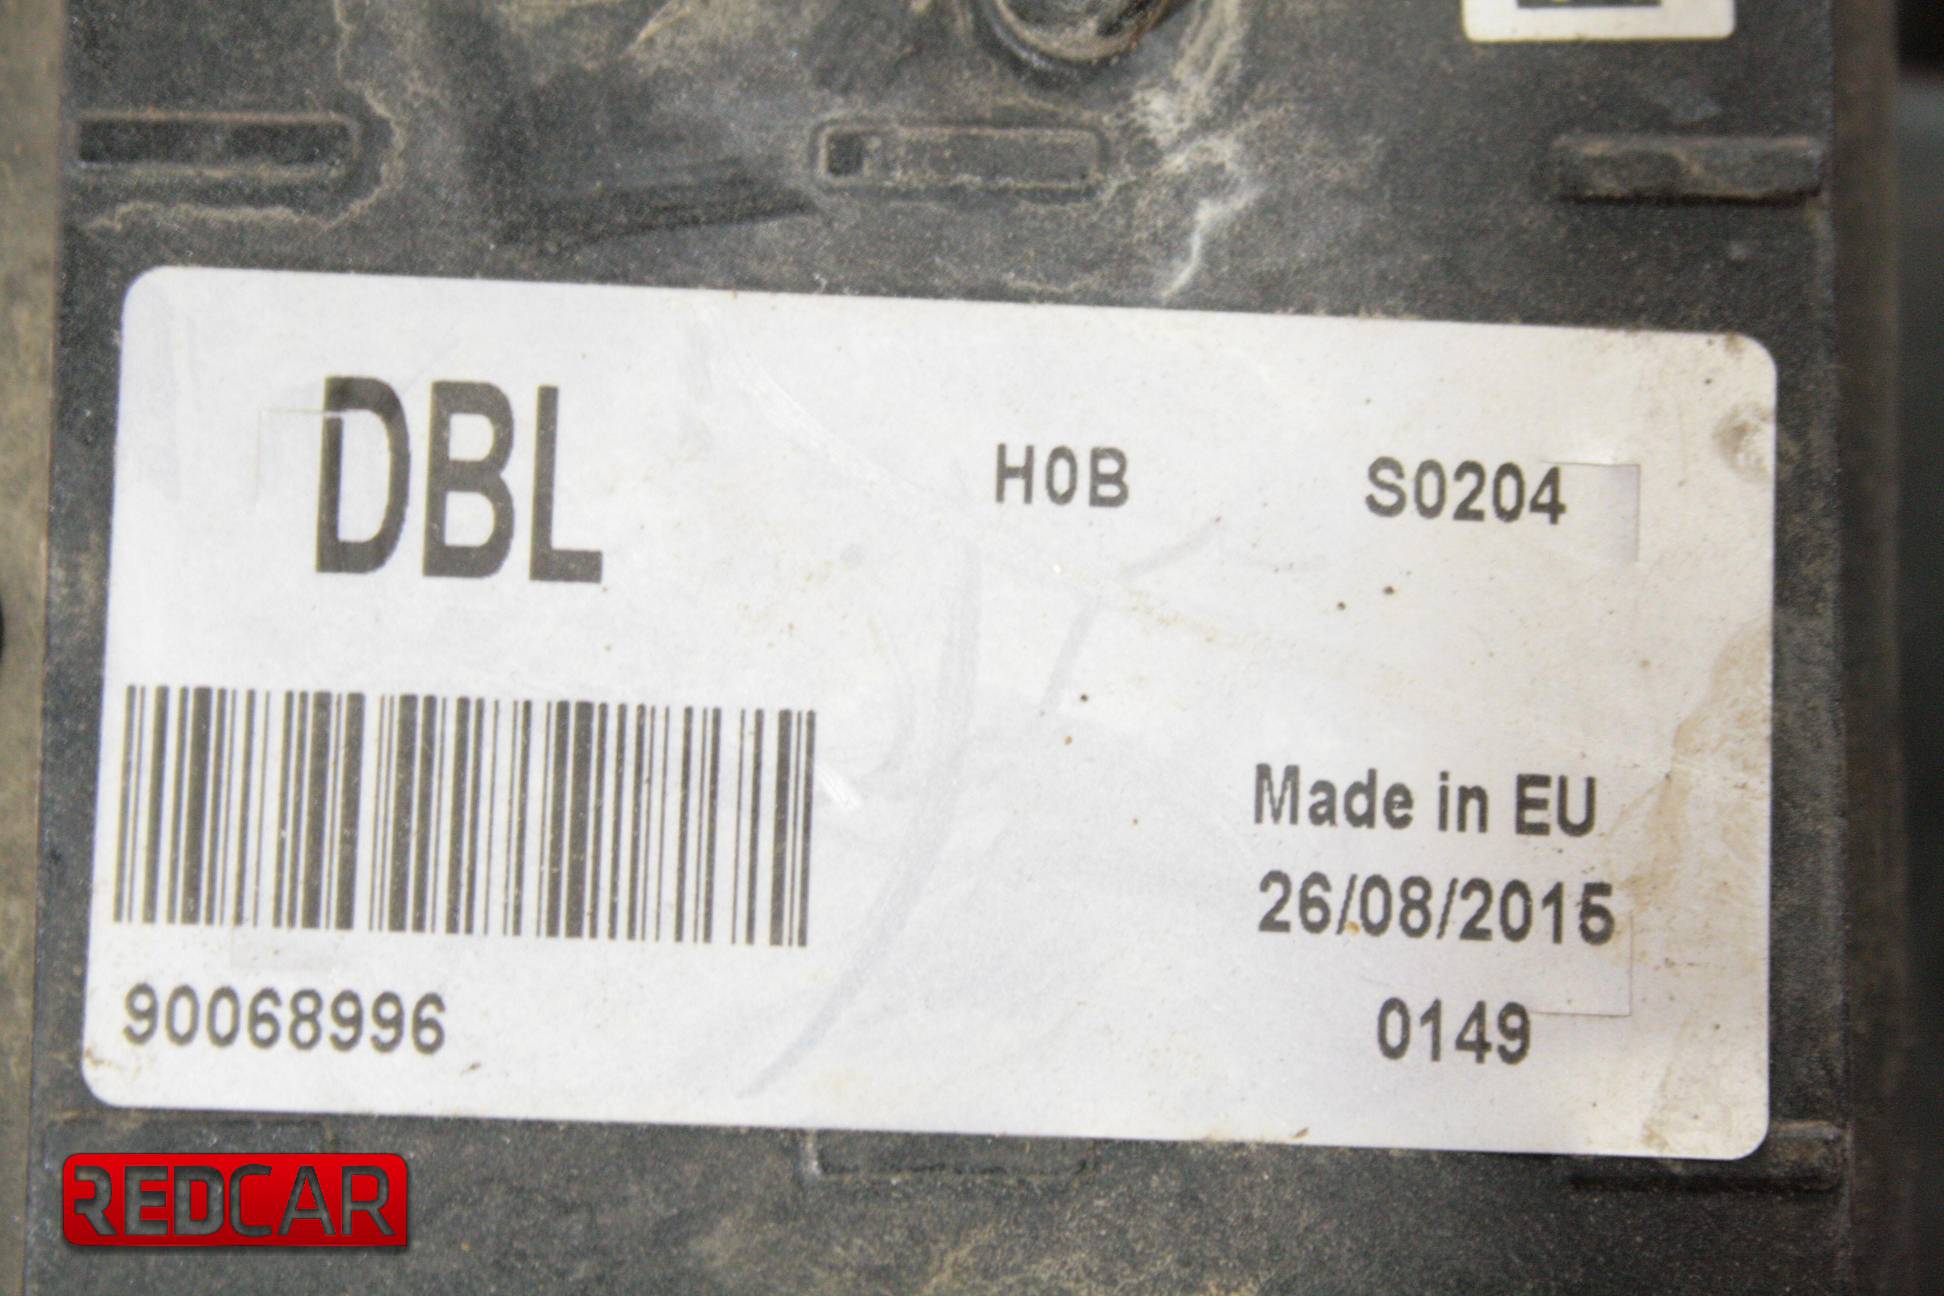 DBL
H0B S0204
Made in EU
26/08/2015
90068996
0149
REDCAR